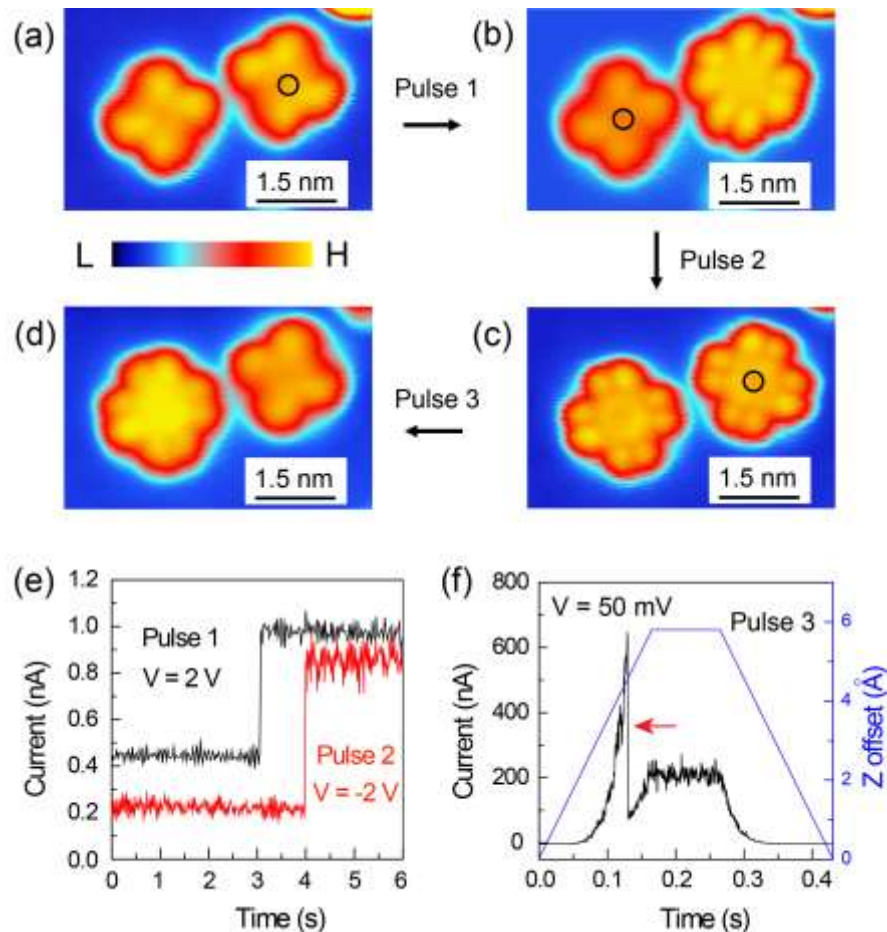 (a)
Pulse 1
(b)
1.5 nm
1.5 nm
L H
Pulse 2
(d)
Pulse 3
(c)
1.5 nm
1.5 nm
(e)
1.2
1.0
0.8
0.6
0.4
0.2
0.0
Current (nA)
Pulse 1
V = 2 V
Pulse 2
V = -2 V
0 1 2 3 4 5 6
Time (s)
(f)
800
600
400
200
0
Current (nA)
V = 50 mV
Pulse 3
6
4
2
0
Z offset (Å)
0.0 0.1 0.2 0.3 0.4
Time (s)